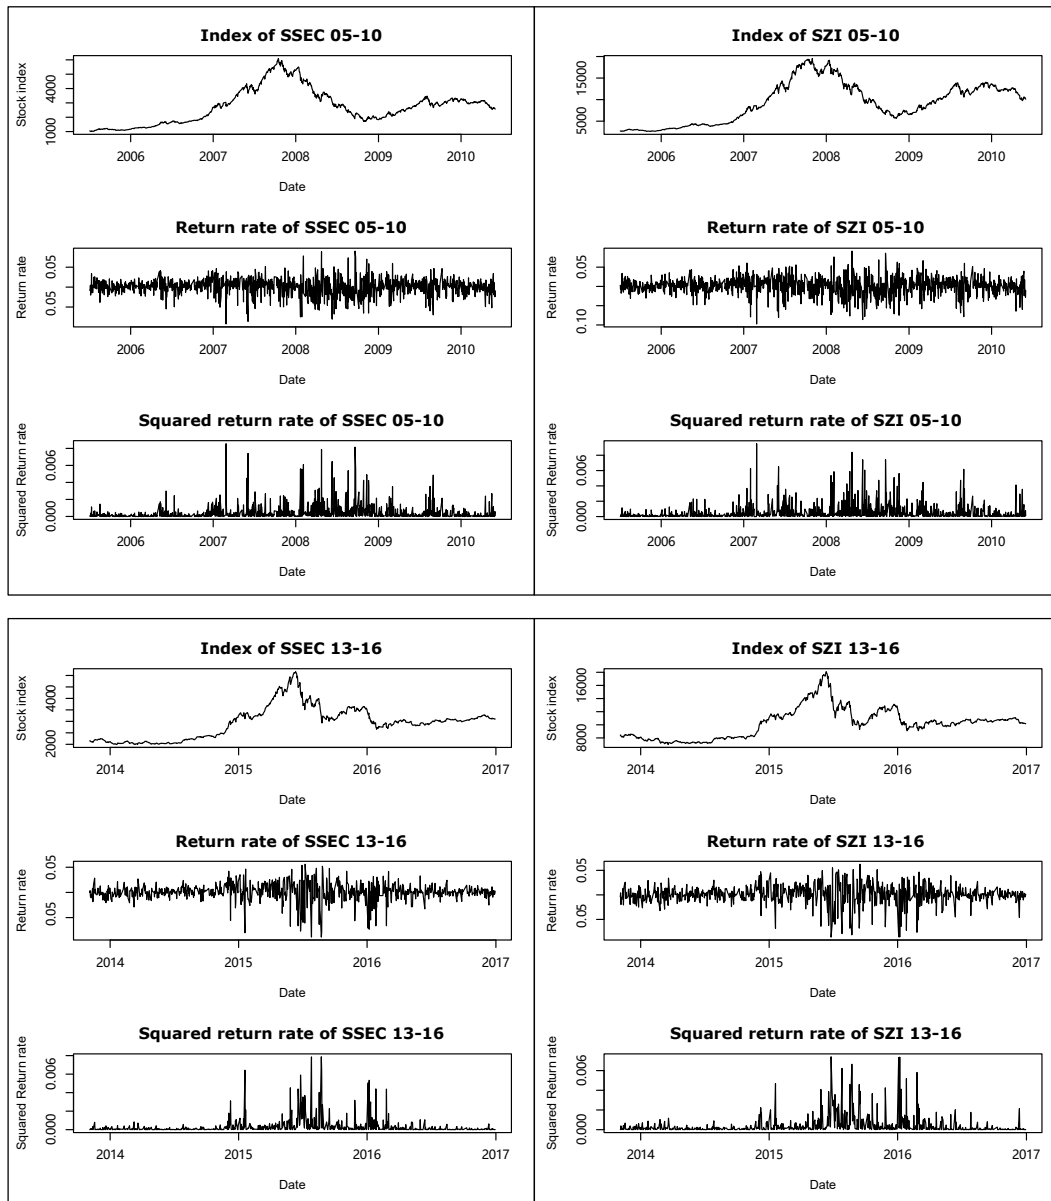 Index of SSEC 05-10
Stock index
4000
1000
2006 2007 2008 2009 2010
Date
Return rate of SSEC 05-10
Return rate
0.05
0.05
2006 2007 2008 2009 2010
Date
Squared return rate of SSEC 05-10
Squared Return rate
0.006
0.000
2006 2007 2008 2009 2010
Date
Index of SZI 05-10
Stock index
15000
5000
2006 2007 2008 2009 2010
Date
Return rate of SZI 05-10
Return rate
0.05
0.10
2006 2007 2008 2009 2010
Date
Squared return rate of SZI 05-10
Squared Return rate
0.006
0.000
2006 2007 2008 2009 2010
Date
Index of SSEC 13-16
Stock index
4000
2000
2014 2015 2016 2017
Date
Return rate of SSEC 13-16
Return rate
0.05
0.05
2014 2015 2016 2017
Date
Squared return rate of SSEC 13-16
Squared Return rate
0.006
0.000
2014 2015 2016 2017
Date
Index of SZI 13-16
Stock index
16000
8000
2014 2015 2016 2017
Date
Return rate of SZI 13-16
Return rate
0.05
0.05
2014 2015 2016 2017
Date
Squared return rate of SZI 13-16
Squared Return rate
0.006
0.000
2014 2015 2016 2017
Date